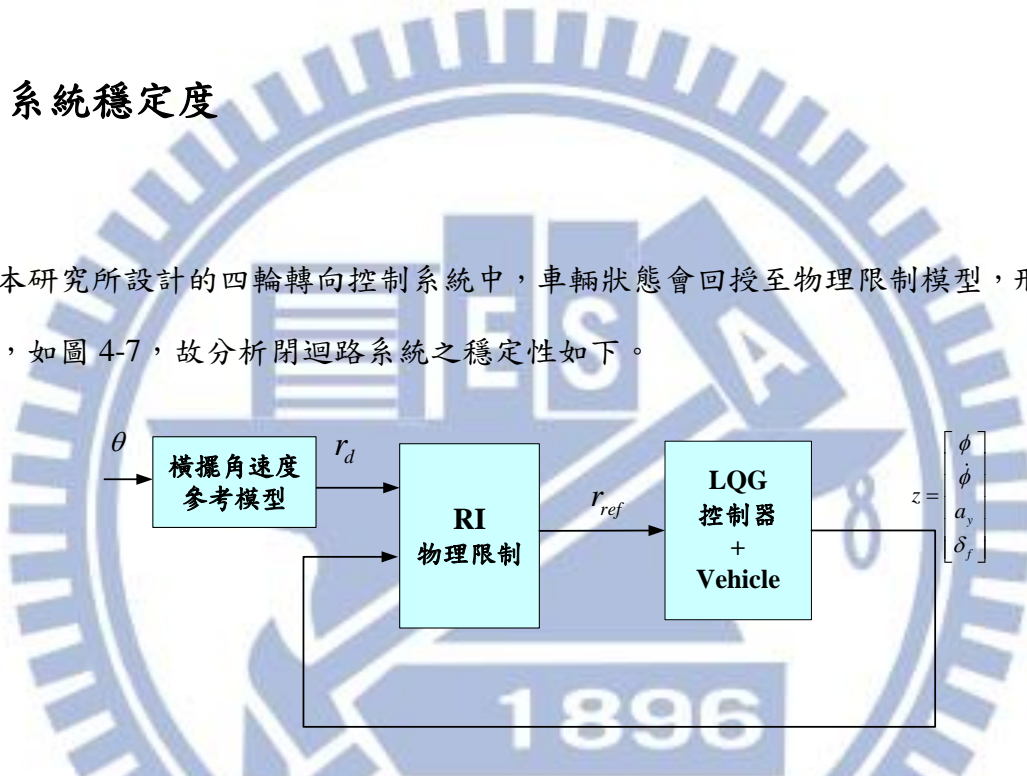 系統穩定度
本研究所設計的四輪轉向控制系統中，車輛狀態會回授至物理限制模型，
，如圖 4-7，故分析閉迴路系統之穩定性如下。
θ
橫擺角速度
參考模型
r_d
RI
物理限制
r_{ref}
LQG
控制器
+
Vehicle
z = [φ φ̇ a_y δ_f]
ESA
1896